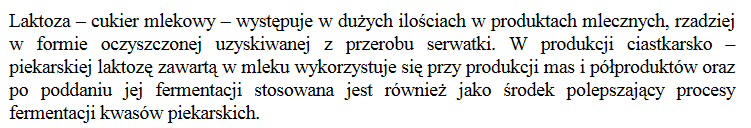 Laktoza – cukier mlekowy – występuje w dużych ilościach w produktach mlecznych, rzadziej
w formie oczyszczonej uzyskiwanej z przerobu serwatki. W produkcji ciastkarsko –
piekarskiej laktozę zawartą w mleku wykorzystuje się przy produkcji mas i półproduktów oraz
po poddaniu jej fermentacji stosowana jest również jako środek polepszający procesy
fermentacji kwasów piekarskich.